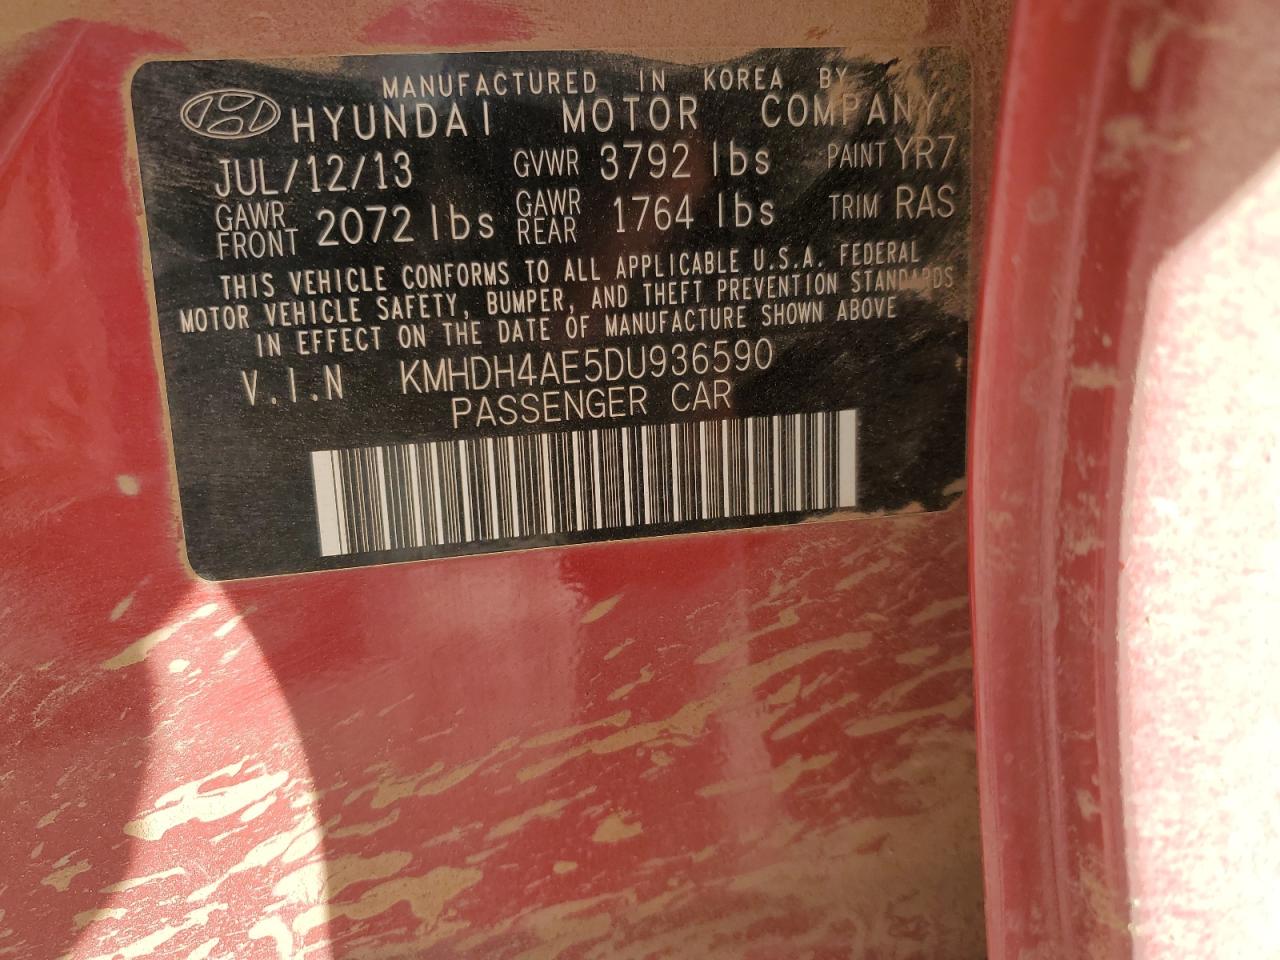 MANUFACTURED IN KOREA BY
HYUNDAI MOTOR COMPANY
JUL/12/13 GVWR 3792 lbs PAINT YR7
GAWR FRONT 2072 lbs GAWR REAR 1764 lbs TRIM RAS
THIS VEHICLE CONFORMS TO ALL APPLICABLE U.S.A. FEDERAL
MOTOR VEHICLE SAFETY, BUMPER, AND THEFT PREVENTION STANDARDS
IN EFFECT ON THE DATE OF MANUFACTURE SHOWN ABOVE
V.I.N KMHDH4AE5DU936590
PASSENGER CAR